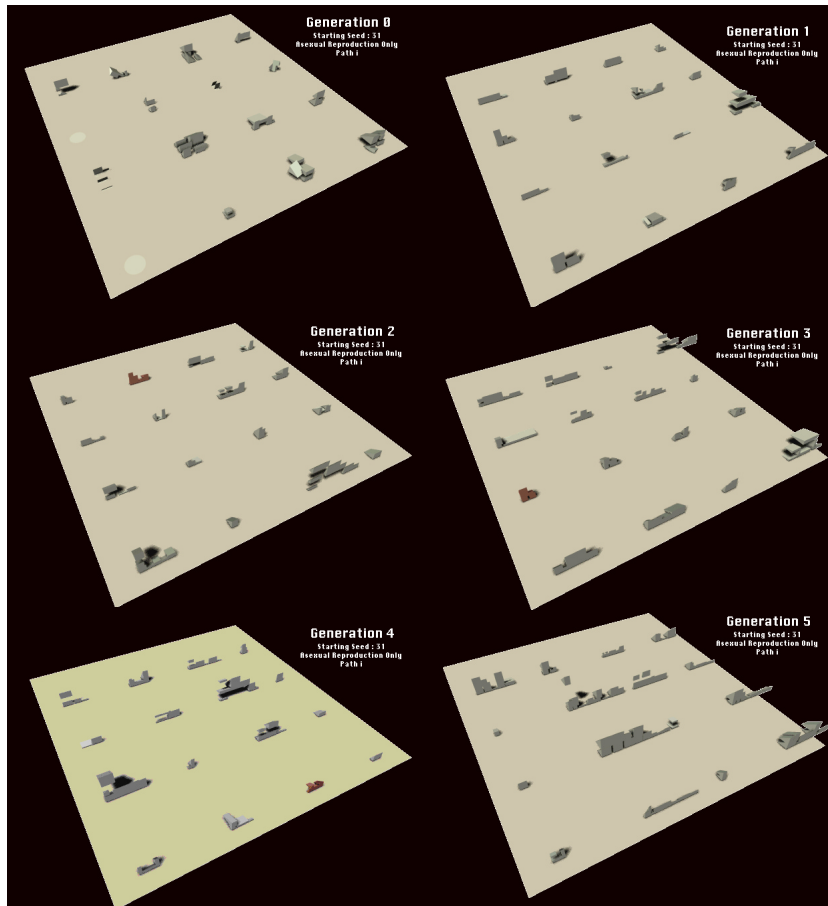 Generation 0
Starting Seed : 31
Asexual Reproduction Only
Path i
Generation 1
Starting Seed : 31
Asexual Reproduction Only
Path i
Generation 2
Starting Seed : 31
Asexual Reproduction Only
Path i
Generation 3
Starting Seed : 31
Asexual Reproduction Only
Path i
Generation 4
Starting Seed : 31
Asexual Reproduction Only
Path i
Generation 5
Starting Seed : 31
Asexual Reproduction Only
Path i